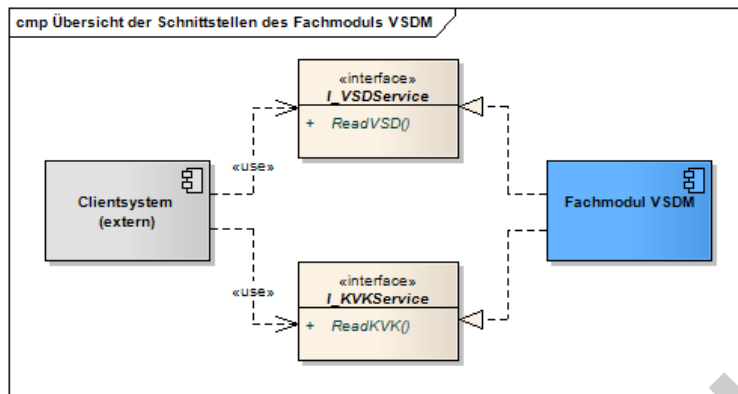 cmp Übersicht der Schnittstellen des Fachmoduls VSDM
«interface»
I_VSDService
+ ReadVSD()
«use»
Clientsystem
(extern)
Fachmodul VSDM
«use»
«interface»
I_KVKService
+ ReadKVK()